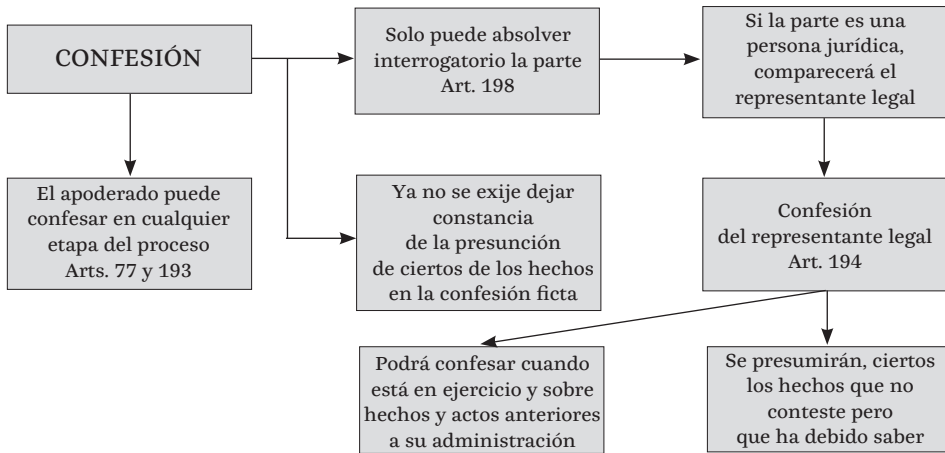 CONFESIÓN
Solo puede absolver
interrogatorio la parte
Art. 198
Si la parte es una
persona jurídica,
comparecerá el
representante legal
El apoderado puede
confesar en cualquier
etapa del proceso
Arts. 77 y 193
Ya no se exije dejar
constancia
de la presunción
de ciertos de los hechos
en la confesión ficta
Confesión
del representante legal
Art. 194
Podrá confesar cuando
está en ejercicio y sobre
hechos y actos anteriores
a su administración
Se presumirán, ciertos
los hechos que no
conteste pero
que ha debido saber